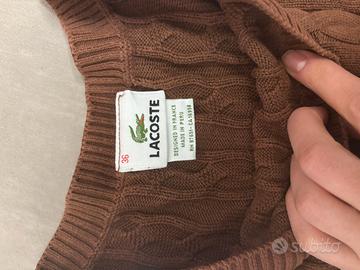 36
LACOSTE
DESIGNED IN FRANCE
MADE IN PERU
subito